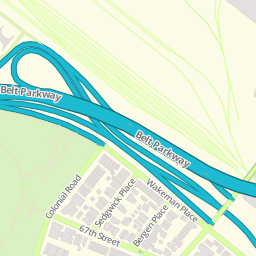 Belt Parkway
Belt Parkway
Wakeman Place
Colonial Road
Sedgwick Place
Bergen Place
67th Street